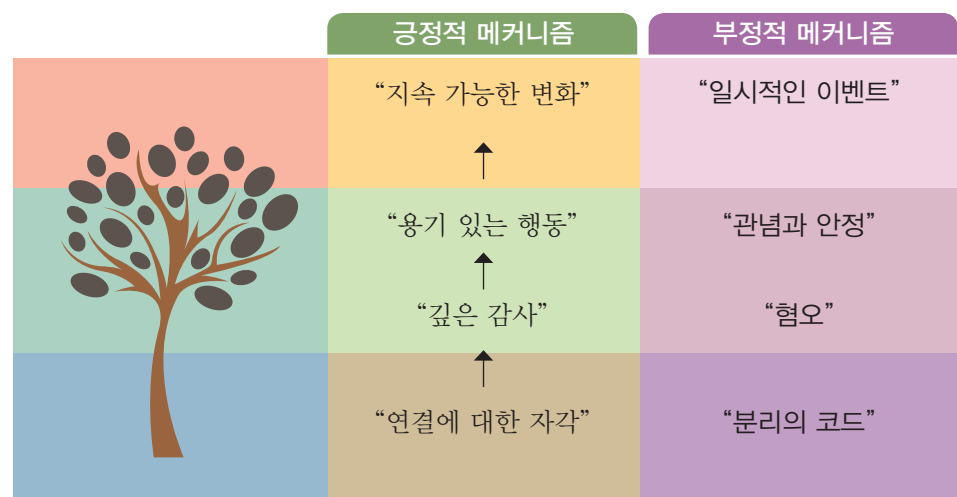 긍정적 메커니즘 부정적 메커니즘
“지속 가능한 변화” “일시적인 이벤트”
“용기 있는 행동” “관념과 안정”
“깊은 감사” “혐오”
“연결에 대한 자각” “분리의 코드”